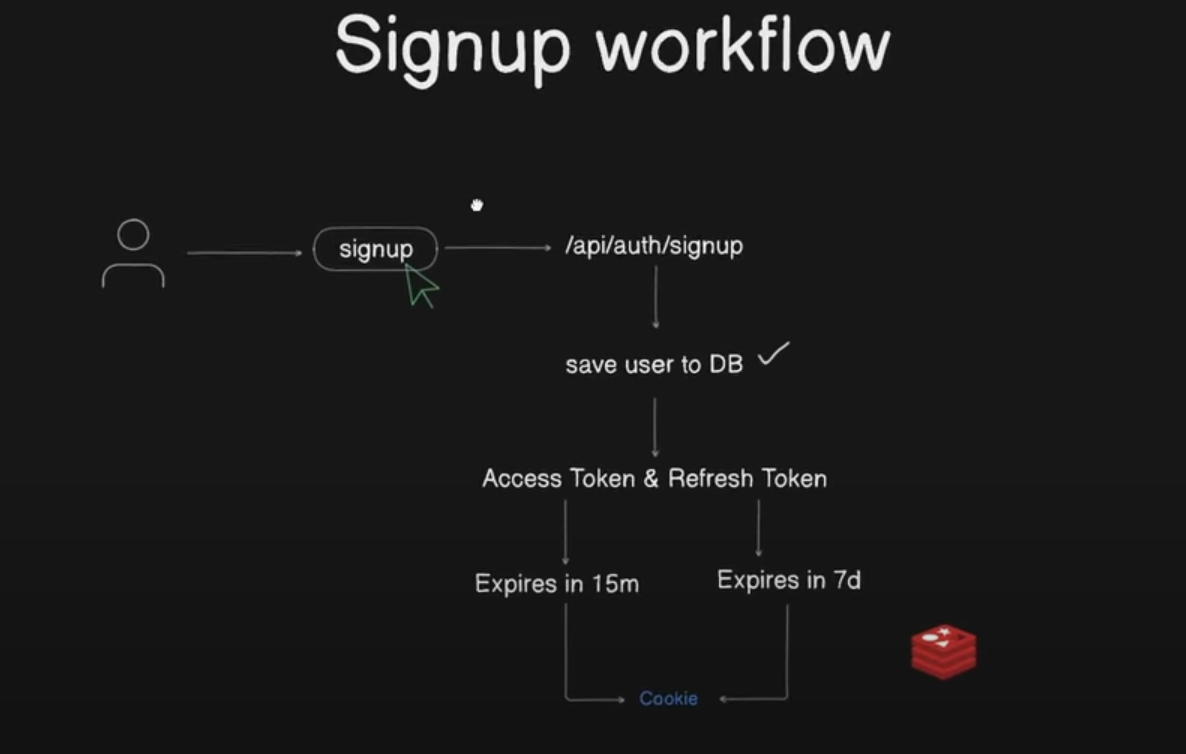 Signup workflow
signup
/api/auth/signup
save user to DB
Access Token & Refresh Token
Expires in 15m
Expires in 7d
Cookie